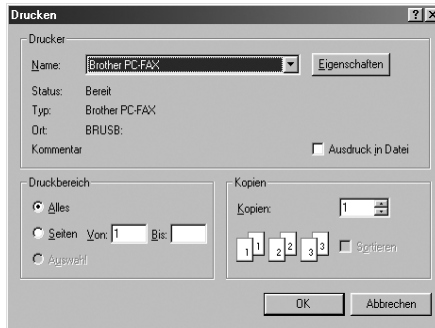 Drucken
Drucker
Name: Brother PC-FAX Eigenschaften
Status: Bereit
Typ: Brother PC-FAX
Ort: BRUSB:
Kommentar Ausdruck in Datei
Druckbereich
Alles
Seiten Von: 1 Bis:
Auswahl
Kopien
Kopien: 1
1 1 2 2 3 3 Sortieren
OK Abbrechen